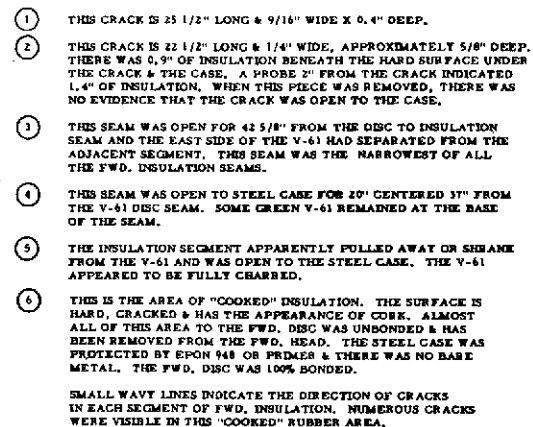 1 THIS CRACK IS 25 1/2" LONG & 9/16" WIDE X 0.4" DEEP.
2 THIS CRACK IS 22 1/2" LONG & 1/4" WIDE, APPROXIMATELY 5/8" DEEP.
THERE WAS 0.9" OF INSULATION BENEATH THE HARD SURFACE UNDER
THE CRACK & THE CASE. A PROBE 2" FROM THE CRACK INDICATED
1.4" OF INSULATION. WHEN THIS PIECE WAS REMOVED, THERE WAS
NO EVIDENCE THAT THE CRACK WAS OPEN TO THE CASE.
3 THIS SEAM WAS OPEN FOR 42 5/8" FROM THE DISC TO INSULATION
SEAM AND THE EAST SIDE OF THE V-61 HAD SEPARATED FROM THE
ADJACENT SEGMENT. THIS SEAM WAS THE NARROWEST OF ALL
THE FWD. INSULATION SEAMS.
4 THIS SEAM WAS OPEN TO STEEL CASE FOR 20" CENTERED 37" FROM
THE V-61 DISC SEAM. SOME GREEN V-61 REMAINED AT THE BASE
OF THE SEAM.
5 THE INSULATION SEGMENT APPARENTLY PULLED AWAY OR SHRANK
FROM THE V-61 AND WAS OPEN TO THE STEEL CASE. THE V-61
APPEARED TO BE FULLY CHARRED.
6 THIS IS THE AREA OF "COOKED" INSULATION. THE SURFACE IS
HARD, CRACKED & HAS THE APPEARANCE OF CORK. ALMOST
ALL OF THIS AREA TO THE FWD. DISC WAS UNBONDED & HAS
BEEN REMOVED FROM THE FWD. HEAD. THE STEEL CASE WAS
PROTECTED BY EPON 948 OR PRIMER & THERE WAS NO BARE
METAL. THE FWD. DISC WAS 100% BONDED.
SMALL WAVY LINES INDICATE THE DIRECTION OF CRACKS
IN EACH SEGMENT OF FWD. INSULATION. NUMEROUS CRACKS
WERE VISIBLE IN THIS "COOKED" RUBBER AREA.